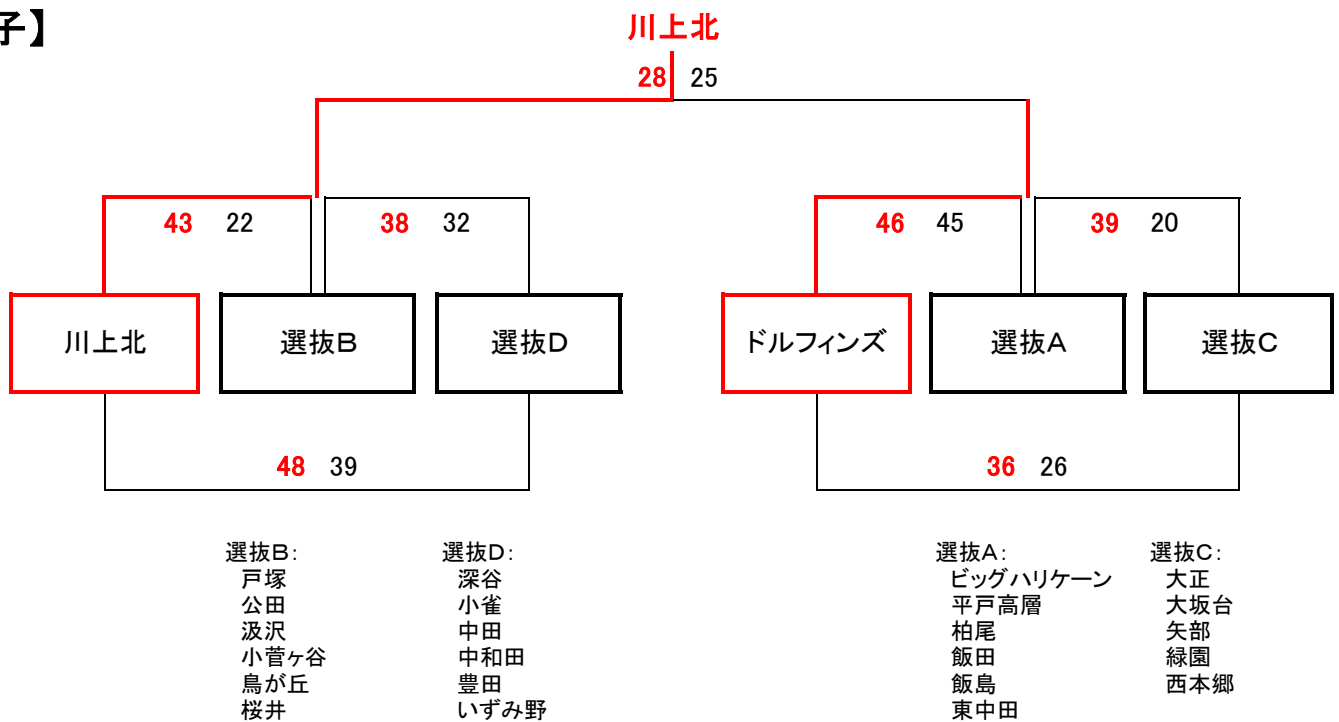 子】
川上北
28 25
43 22 38 32
46 45 39 20
川上北 選抜B 選抜D
ドルフィンズ 選抜A 選抜C
48 39
36 26
選抜B:
戸塚
公田
汲沢
小菅ヶ谷
鳥が丘
桜井
選抜D:
深谷
小雀
中田
中和田
豊田
いずみ野
選抜A:
ビッグハリケーン
平戸高層
柏尾
飯田
飯島
東中田
選抜C:
大正
大坂台
矢部
緑園
西本郷